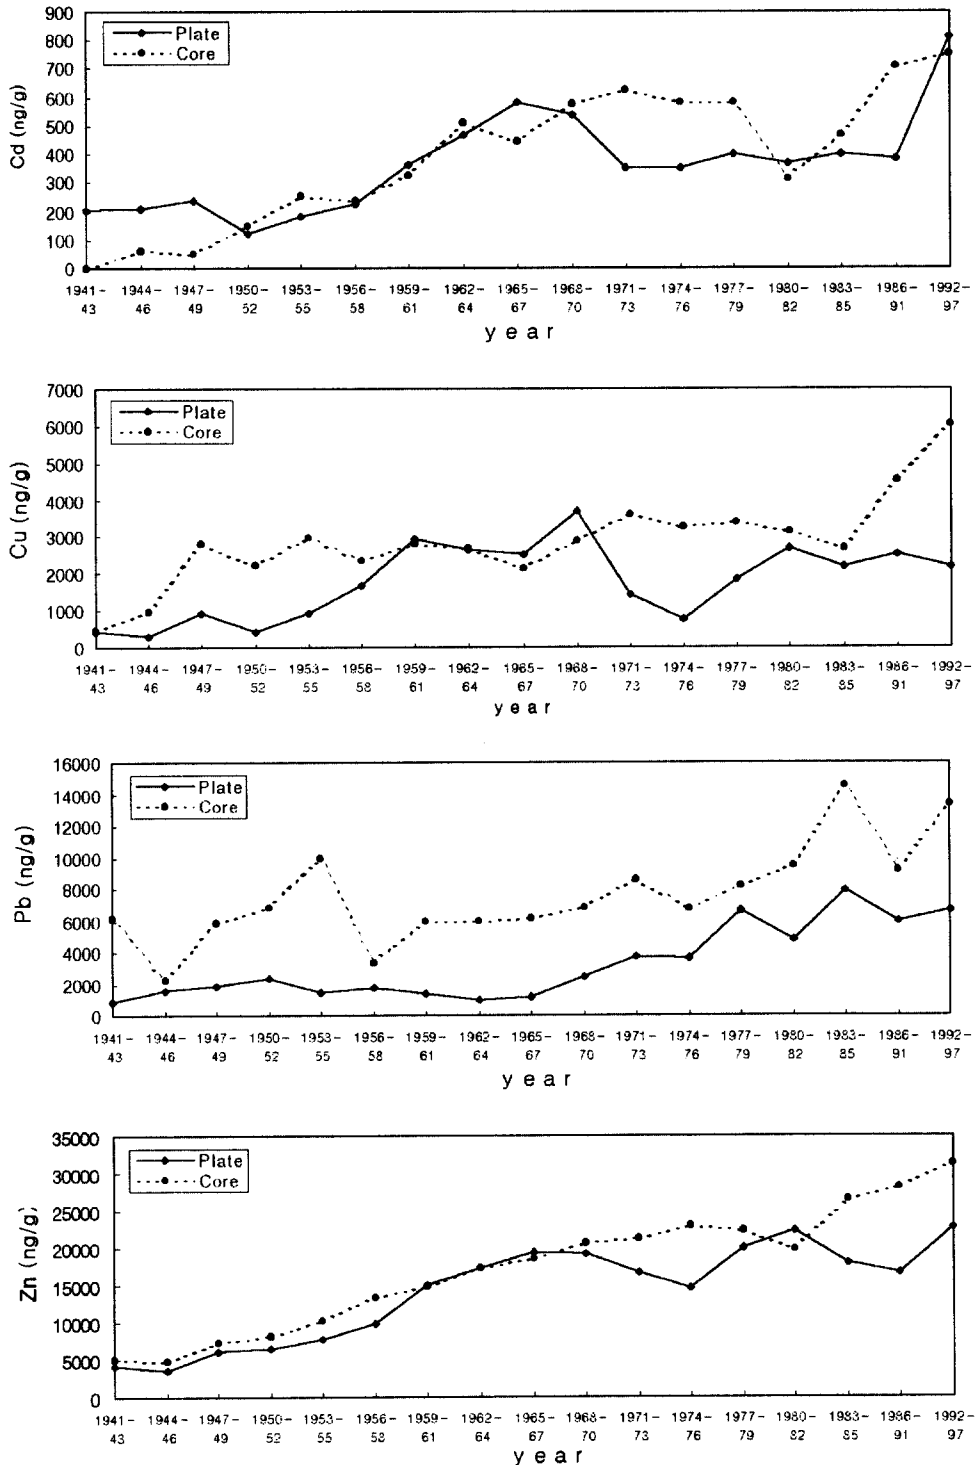 900
800
700
600
500
400
300
200
100
0
Cd (ng/g)
Plate
Core
1941- 1944- 1947- 1950- 1953- 1956- 1959- 1962- 1965- 1968- 1971- 1974- 1977- 1980- 1983- 1986- 1992-
43 46 49 52 55 58 61 64 67 70 73 76 79 82 85 91 97
year
7000
6000
5000
4000
3000
2000
1000
0
Cu (ng/g)
Plate
Core
1941- 1944- 1947- 1950- 1953- 1956- 1959- 1962- 1965- 1968- 1971- 1974- 1977- 1980- 1983- 1986- 1992-
43 46 49 52 55 58 61 64 67 70 73 76 79 82 85 91 97
year
16000
14000
12000
10000
8000
6000
4000
2000
0
Pb (ng/g)
Plate
Core
1941- 1944- 1947- 1950- 1953- 1956- 1959- 1962- 1965- 1968- 1971- 1974- 1977- 1980- 1983- 1986- 1992-
43 46 49 52 55 58 61 64 67 70 73 76 79 82 85 91 97
year
35000
30000
25000
20000
15000
10000
5000
0
Zn (ng/g)
Plate
Core
1941- 1944- 1947- 1950- 1953- 1956- 1959- 1962- 1965- 1968- 1971- 1974- 1977- 1980- 1983- 1986- 1992-
43 46 49 52 55 58 61 64 67 70 73 76 79 82 85 91 97
year